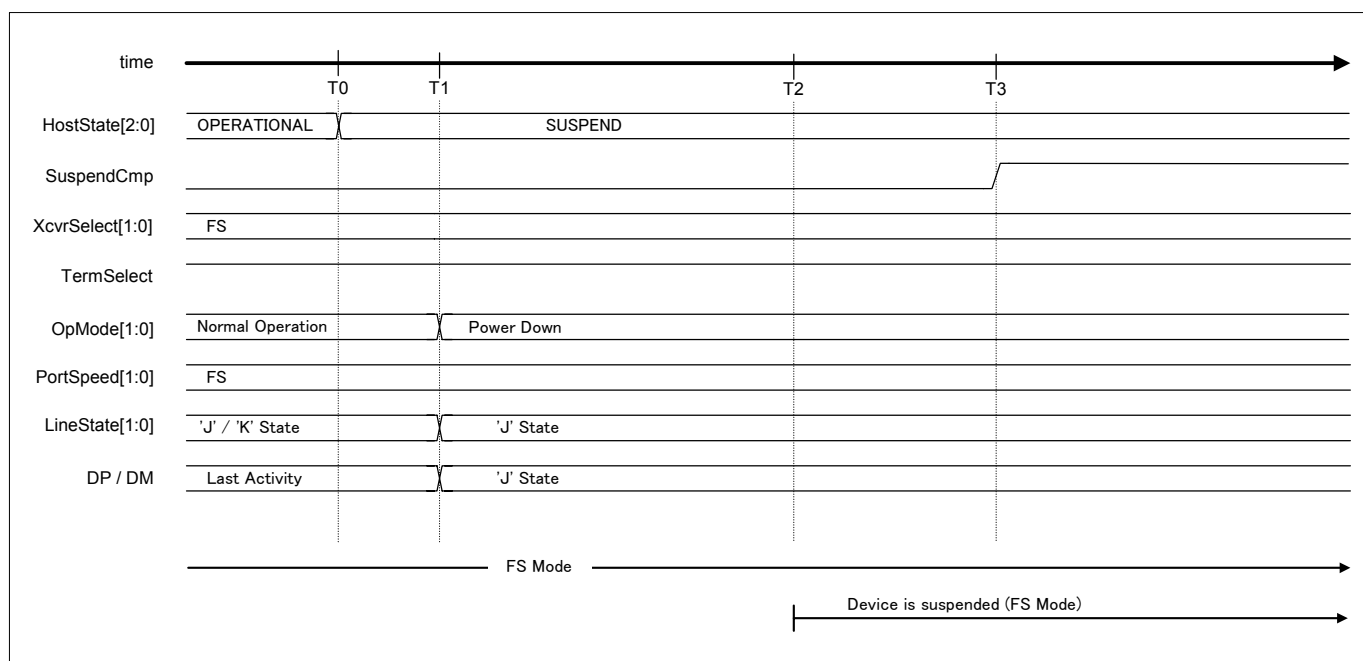 time
T0 T1 T2 T3
HostState[2:0] OPERATIONAL SUSPEND
SuspendCmp
XcvrSelect[1:0] FS
TermSelect
OpMode[1:0] Normal Operation Power Down
PortSpeed[1:0] FS
LineState[1:0] 'J' / 'K' State 'J' State
DP / DM Last Activity 'J' State
FS Mode
Device is suspended (FS Mode)